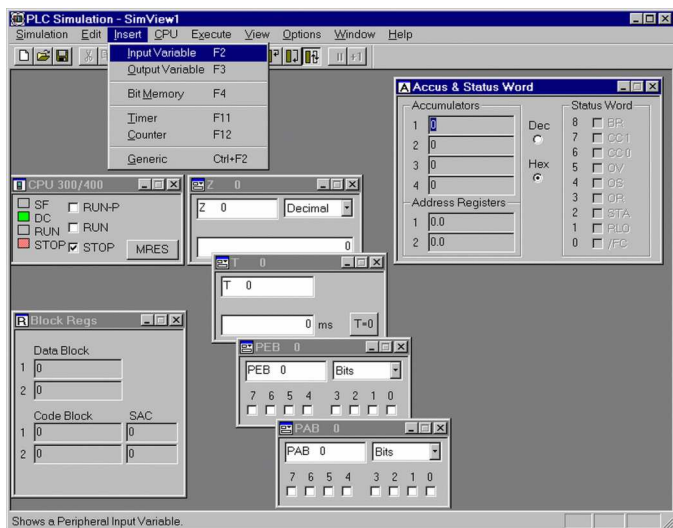 PLC Simulation - SimView1
Simulation Edit Insert CPU Execute View Options Window Help
Input Variable F2
Output Variable F3
Bit Memory F4
Timer F11
Counter F12
Generic Ctrl+F2
+1
Accus & Status Word
Accumulators
Status Word
1 0
2 0
3 0
4 0
Dec
Hex
8 BR
7 CC1
6 CC0
5 OV
4 OS
3 OR
2 STA
1 RLO
0 /FC
Address Registers
1 0.0
2 0.0
CPU 300/400
SF
DC
RUN
STOP
RUN-P
RUN
STOP
MRES
Z 0
Z 0 Decimal
0
T 0
T 0
0 ms T=0
Block Regs
Data Block
1 0
2 0
Code Block SAC
1 0 0
2 0 0
PEB 0
PEB 0 Bits
7 6 5 4 3 2 1 0
PAB 0
PAB 0 Bits
7 6 5 4 3 2 1 0
Shows a Peripheral Input Variable.